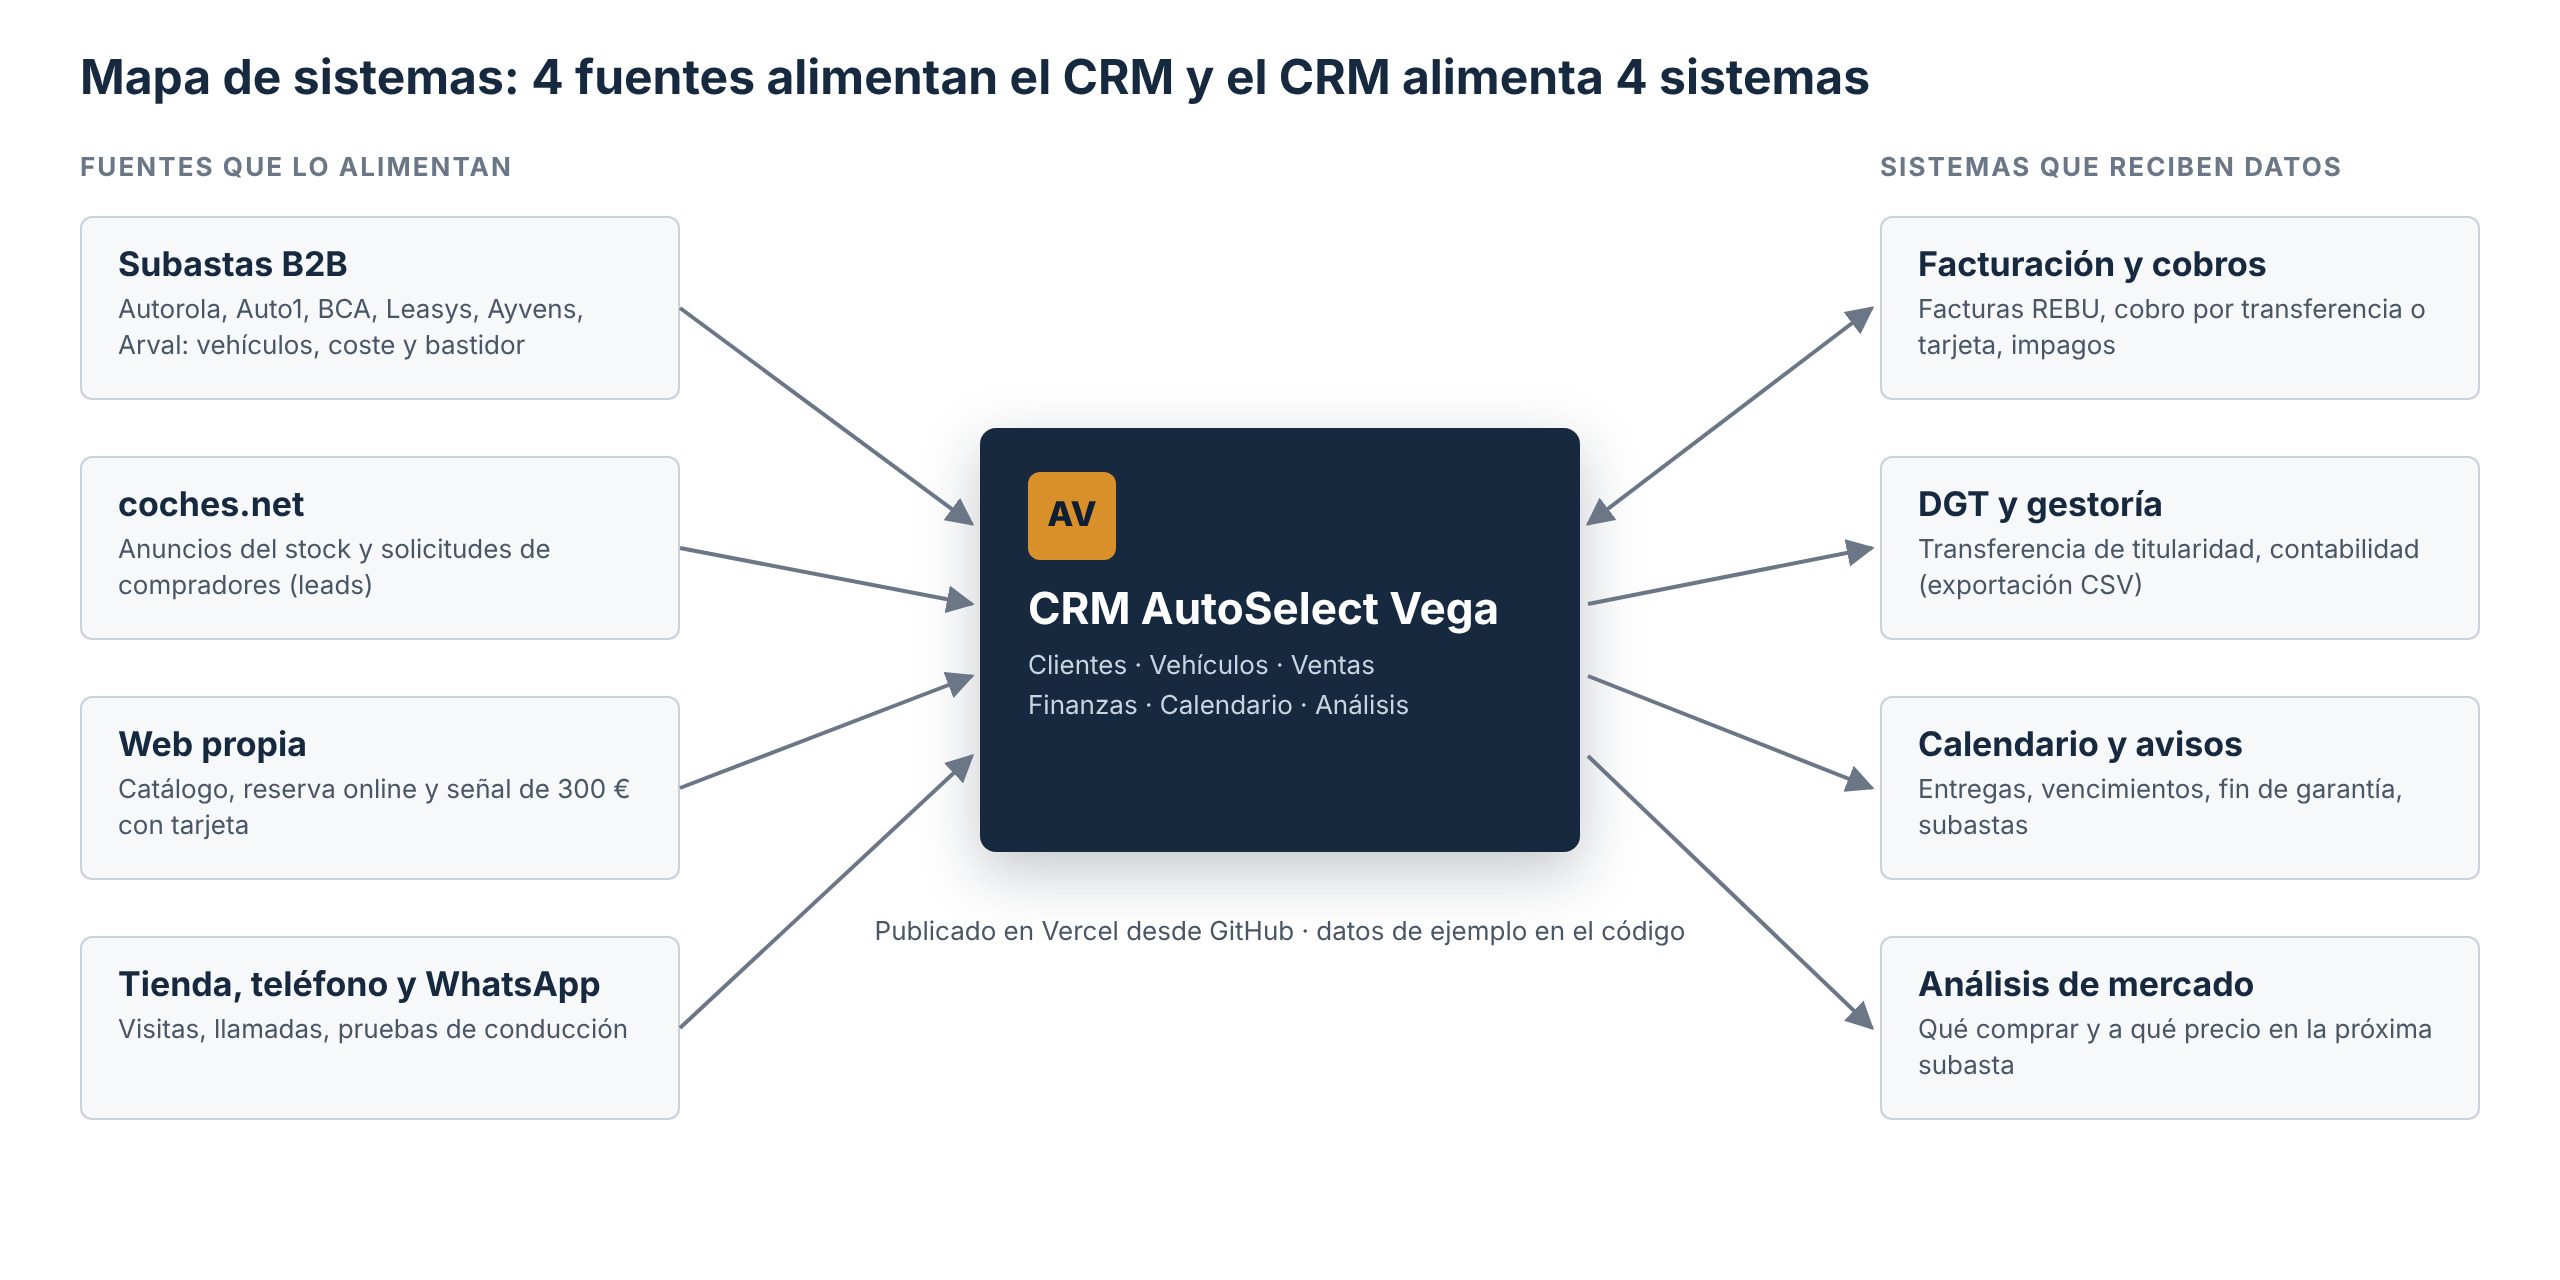 Mapa de sistemas: 4 fuentes alimentan el CRM y el CRM alimenta 4 sistemas
FUENTES QUE LO ALIMENTAN
Subastas B2B
Autorola, Auto1, BCA, Leasys, Ayvens,
Arval: vehículos, coste y bastidor
coches.net
Anuncios del stock y solicitudes de
compradores (leads)
Web propia
Catálogo, reserva online y señal de 300 €
con tarjeta
Tienda, teléfono y WhatsApp
Visitas, llamadas, pruebas de conducción
AV
CRM AutoSelect Vega
Clientes · Vehículos · Ventas
Finanzas · Calendario · Análisis
Publicado en Vercel desde GitHub · datos de ejemplo en el código
SISTEMAS QUE RECIBEN DATOS
Facturación y cobros
Facturas REBU, cobro por transferencia o
tarjeta, impagos
DGT y gestoría
Transferencia de titularidad, contabilidad
(exportación CSV)
Calendario y avisos
Entregas, vencimientos, fin de garantía,
subastas
Análisis de mercado
Qué comprar y a qué precio en la próxima
subasta